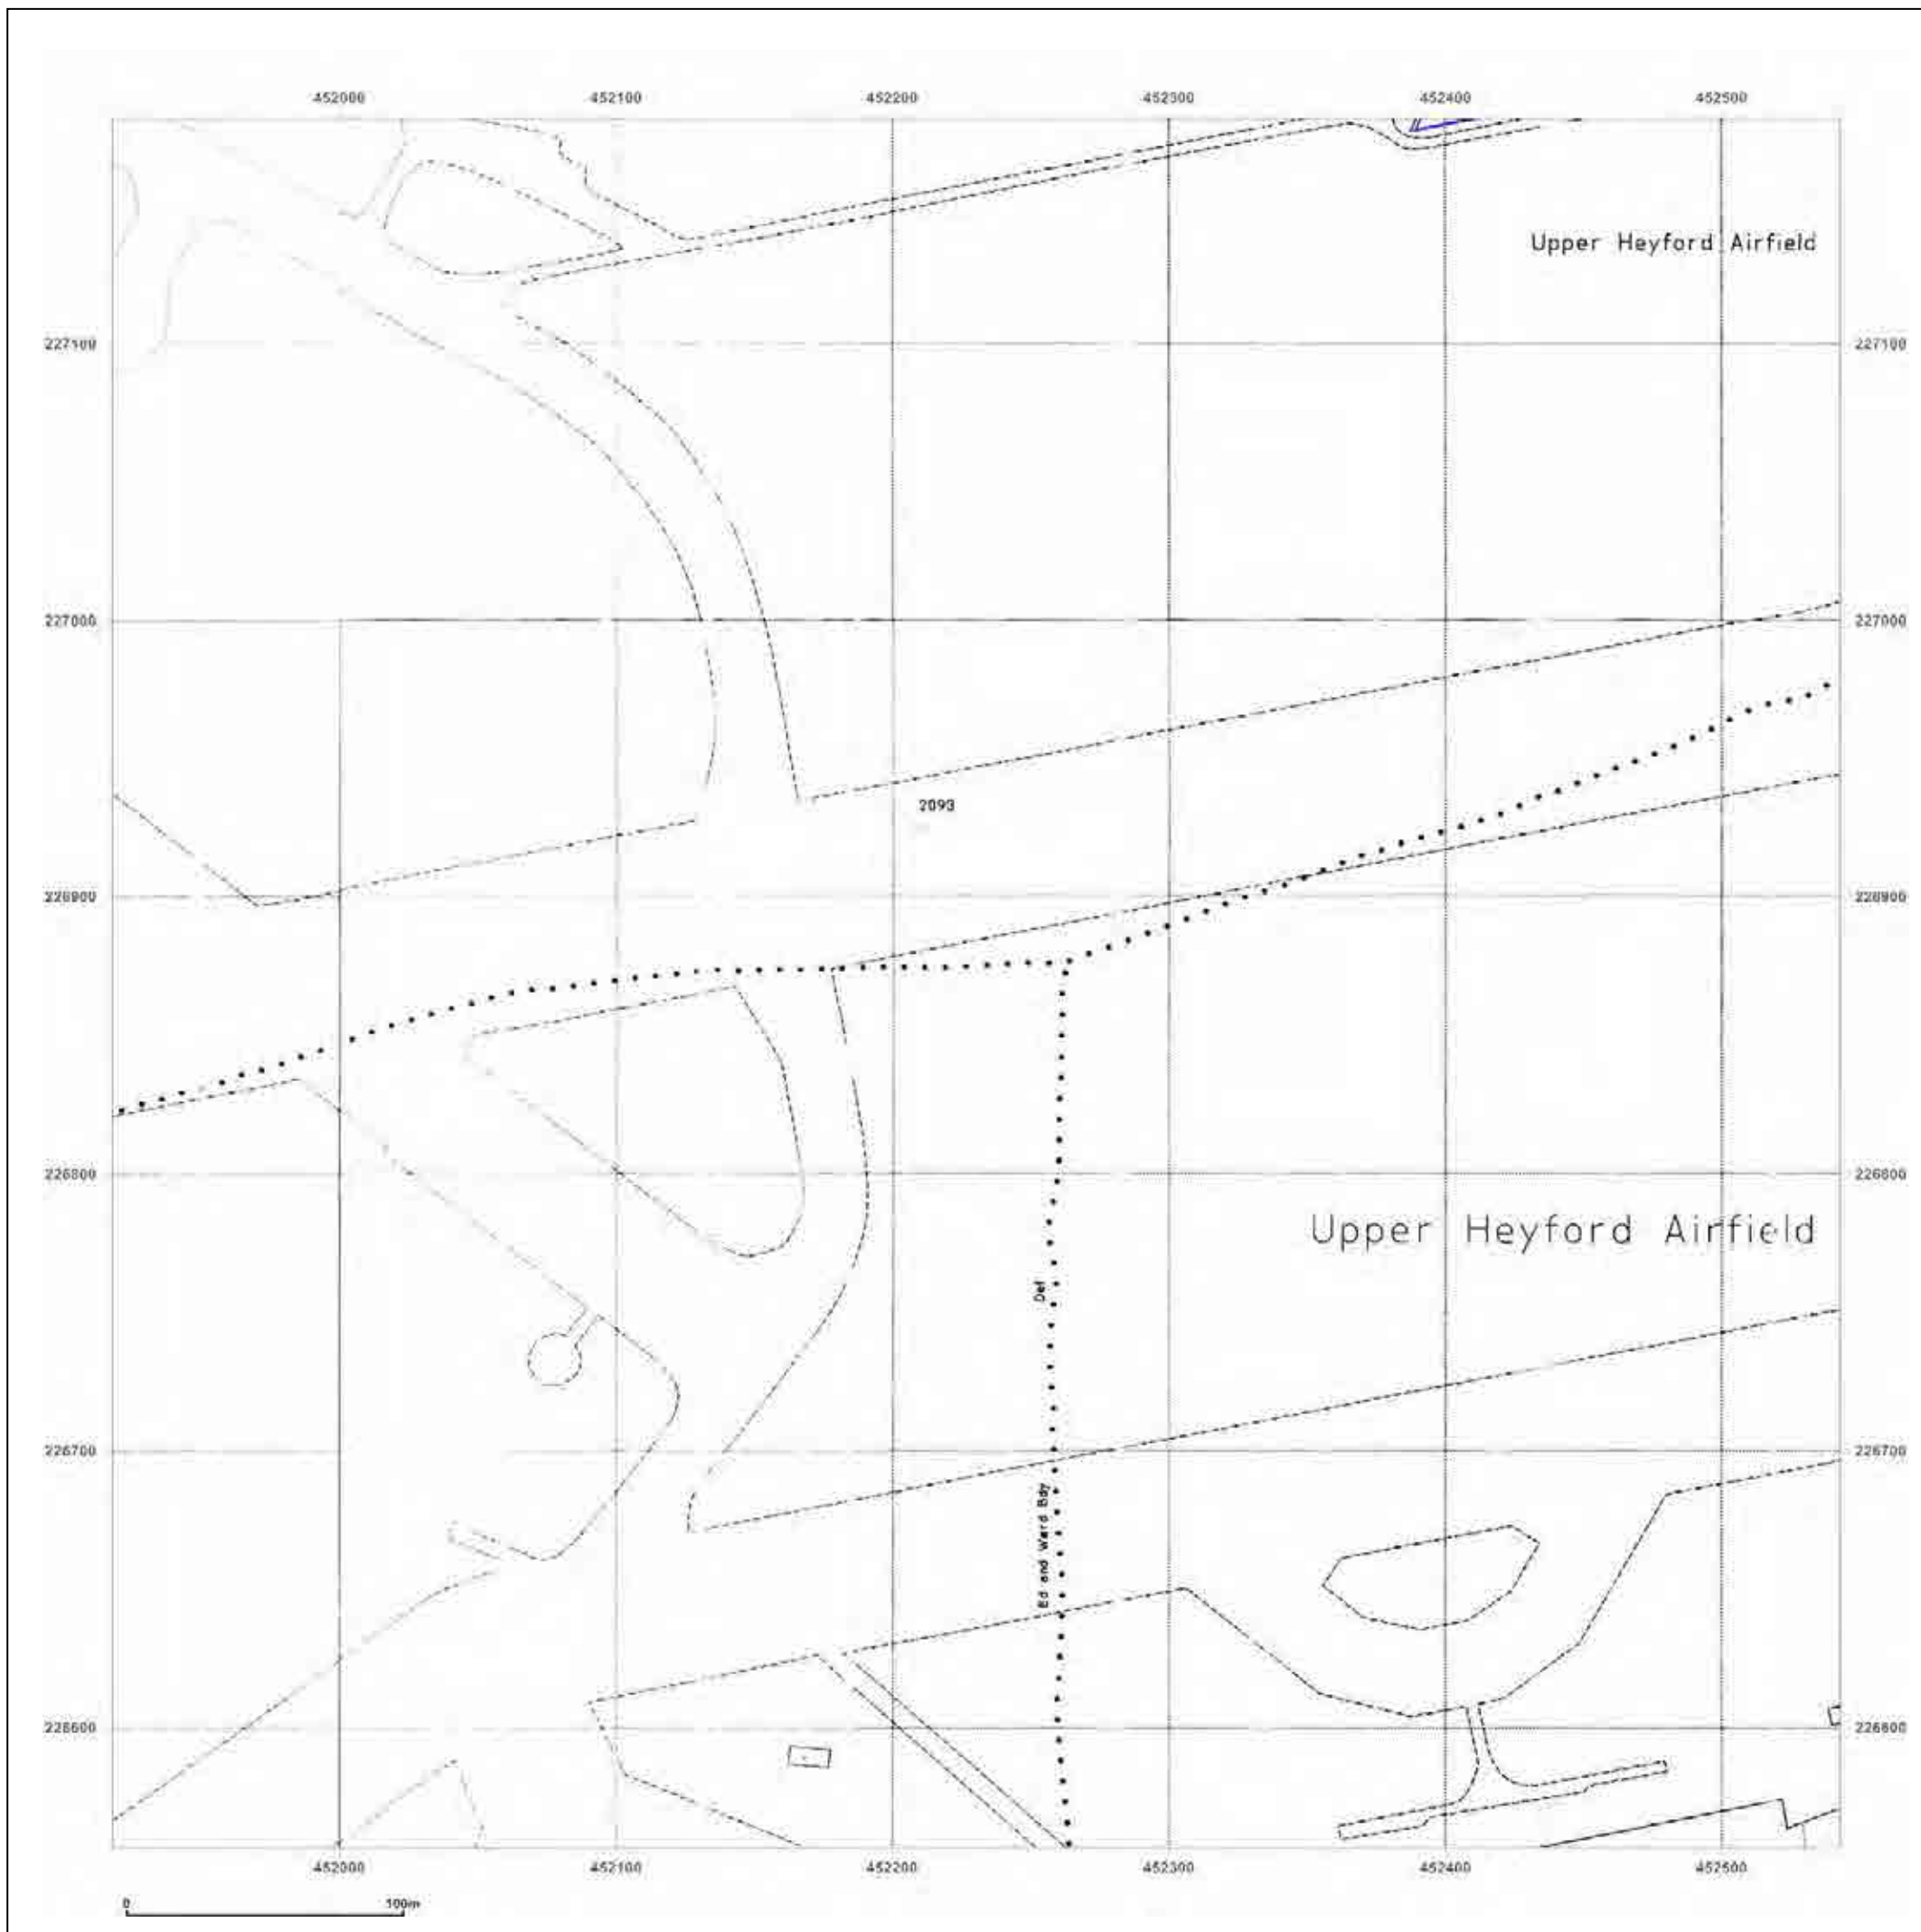 452000 452100 452200 452300 452400 452500
Upper Heyford Airfield
227100 227100
227000 227000
2093
226900 226900
226800 226800
Upper Heyford Airfield
Def
226700 226700
Ed and Ward Bdy
226600 226600
452000 452100 452200 452300 452400 452500
0 100m